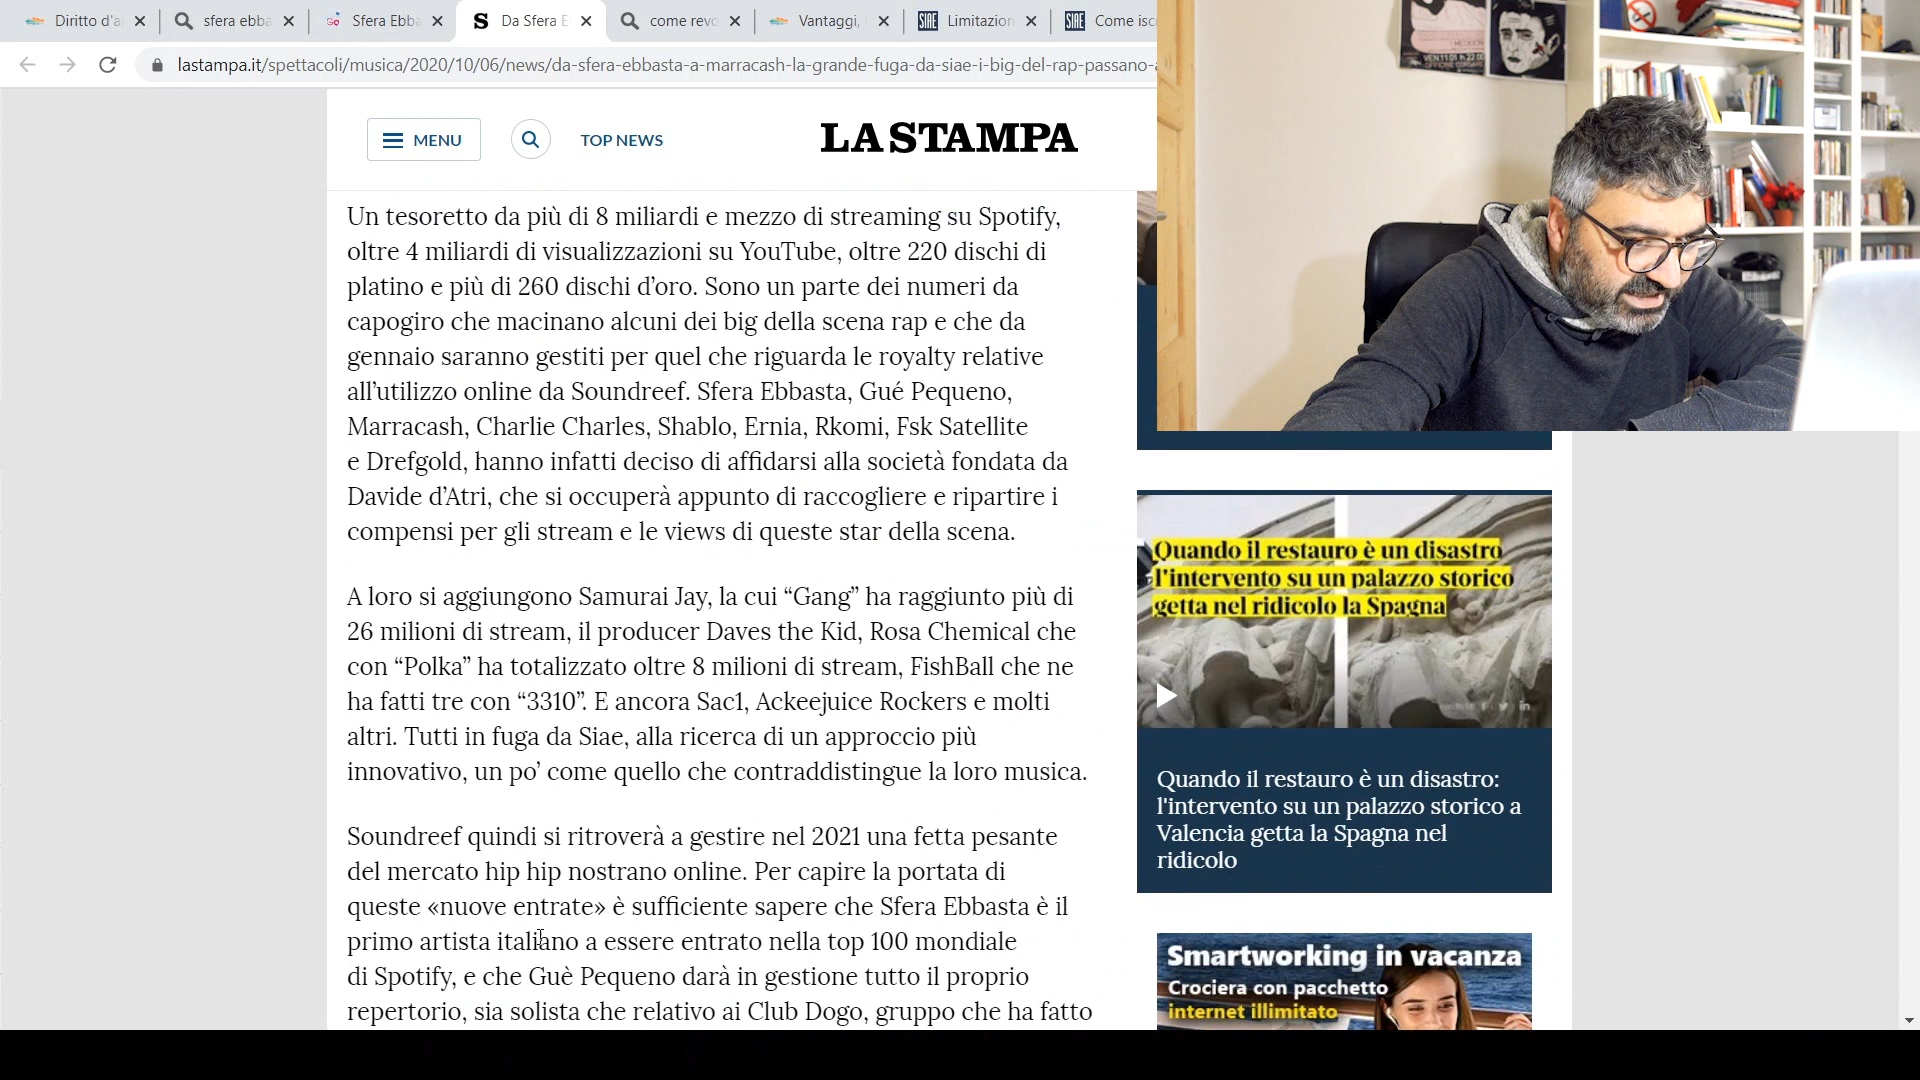 Diritto d'a
sfera ebba
Sfera Ebba
Da Sfera E
come revo
Vantaggi,
SIAE
Limitazion
SIAE
Come isc
lastampa.it/spettacoli/musica/2020/10/06/news/da-sfera-ebbasta-a-marracash-la-grande-fuga-da-siae-i-big-del-rap-passano-a
MENU
TOP NEWS
LA STAMPA
Un tesoretto da più di 8 miliardi e mezzo di streaming su Spotify,
oltre 4 miliardi di visualizzazioni su YouTube, oltre 220 dischi di
platino e più di 260 dischi d’oro. Sono un parte dei numeri da
capogiro che macinano alcuni dei big della scena rap e che da
gennaio saranno gestiti per quel che riguarda le royalty relative
all’utilizzo online da Soundreef. Sfera Ebbasta, Gué Pequeno,
Marracash, Charlie Charles, Shablo, Ernia, Rkomi, Fsk Satellite
e Drefgold, hanno infatti deciso di affidarsi alla società fondata da
Davide d’Atri, che si occuperà appunto di raccogliere e ripartire i
compensi per gli stream e le views di queste star della scena.
A loro si aggiungono Samurai Jay, la cui “Gang” ha raggiunto più di
26 milioni di stream, il producer Daves the Kid, Rosa Chemical che
con “Polka” ha totalizzato oltre 8 milioni di stream, FishBall che ne
ha fatti tre con “3310”. E ancora Sac1, Ackeejuice Rockers e molti
altri. Tutti in fuga da Siae, alla ricerca di un approccio più
innovativo, un po’ come quello che contraddistingue la loro musica.
Soundreef quindi si ritroverà a gestire nel 2021 una fetta pesante
del mercato hip hip nostrano online. Per capire la portata di
queste «nuove entrate» è sufficiente sapere che Sfera Ebbasta è il
primo artista italiano a essere entrato nella top 100 mondiale
di Spotify, e che Guè Pequeno darà in gestione tutto il proprio
repertorio, sia solista che relativo ai Club Dogo, gruppo che ha fatto
Quando il restauro è un disastro
l'intervento su un palazzo storico
getta nel ridicolo la Spagna
Quando il restauro è un disastro:
l'intervento su un palazzo storico a
Valencia getta la Spagna nel
ridicolo
Smartworking in vacanza
Crociera con pacchetto
internet illimitato